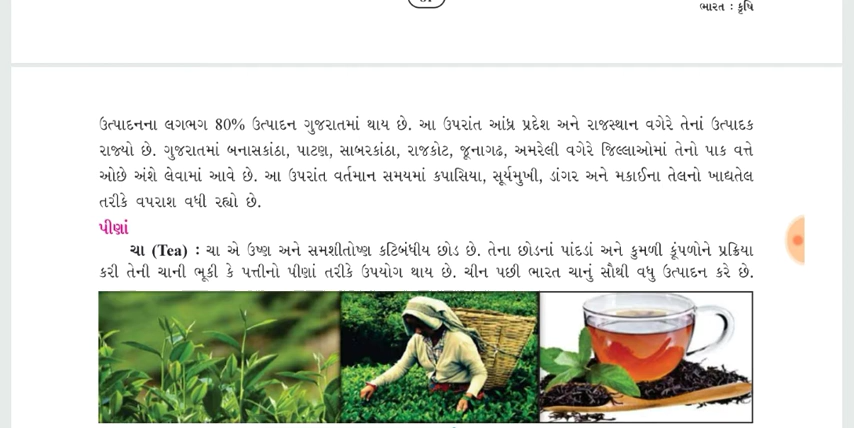 ભારત : કૃષિ
ઉત્પાદનના લગભગ 80% ઉત્પાદન ગુજરાતમાં થાય છે. આ ઉપરાંત આંધ્ર પ્રદેશ અને રાજસ્થાન વગેરે તેનાં ઉત્પાદક
રાજ્યો છે. ગુજરાતમાં બનાસકાંઠા, પાટણ, સાબરકાંઠા, રાજકોટ, જૂનાગઢ, અમરેલી વગેરે જિલ્લાઓમાં તેનો પાક વત્તે
ઓછે અંશે લેવામાં આવે છે. આ ઉપરાંત વર્તમાન સમયમાં કપાસિયા, સૂર્યમુખી, ડાંગર અને મકાઈના તેલનો ખાદ્યતેલ
તરીકે વપરાશ વધી રહ્યો છે.
પીણાં
ચા (Tea) : ચા એ ઉષ્ણ અને સમશીતોષ્ણ કટિબંધીય છોડ છે. તેના છોડનાં પાંદડાં અને કુમળી કૂંપળોને પ્રક્રિયા
કરી તેની ચાની ભૂકી કે પત્તીનો પીણાં તરીકે ઉપયોગ થાય છે. ચીન પછી ભારત ચાનું સૌથી વધુ ઉત્પાદન કરે છે.